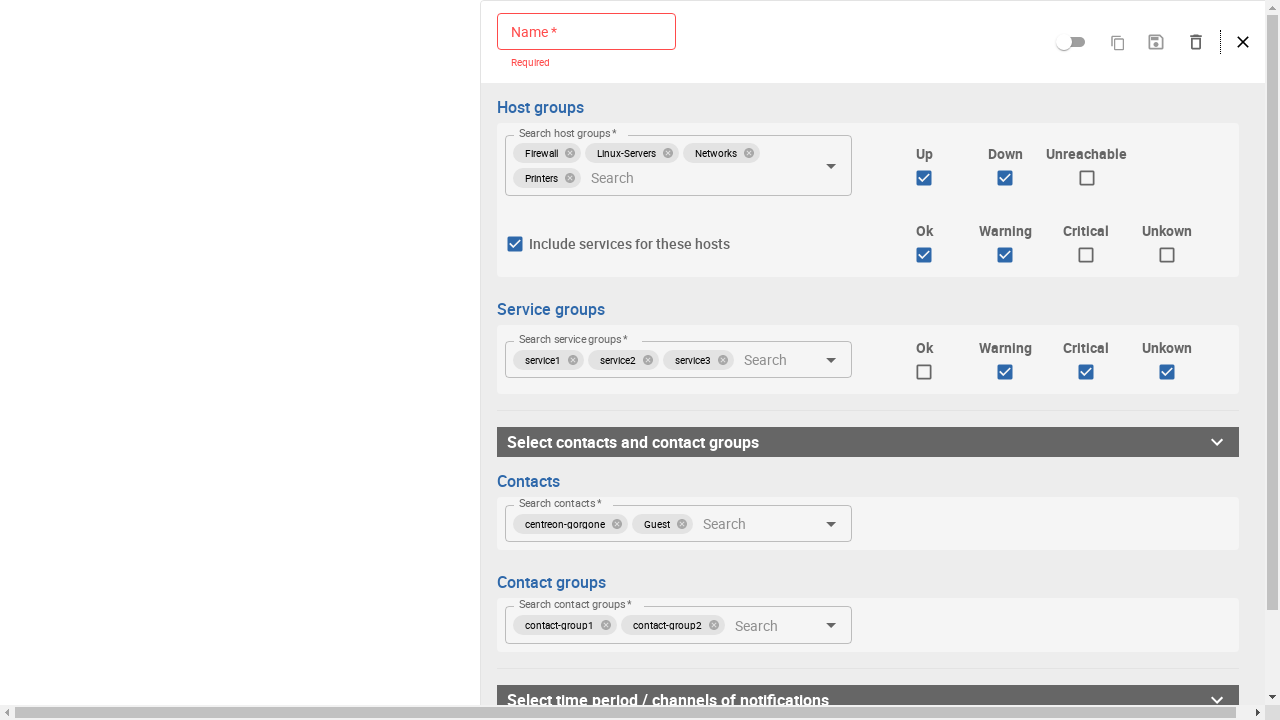 Name *
Required
Host groups
Search host groups *
Firewall Linux-Servers Networks
Printers Search
Up Down Unreachable
Include services for these hosts
Ok Warning Critical Unkown
Service groups
Search service groups *
service1 service2 service3 Search
Ok Warning Critical Unkown
Select contacts and contact groups
Contacts
Search contacts *
centreon-gorgone Guest Search
Contact groups
Search contact groups *
contact-group1 contact-group2 Search
Select time period / channels of notifications